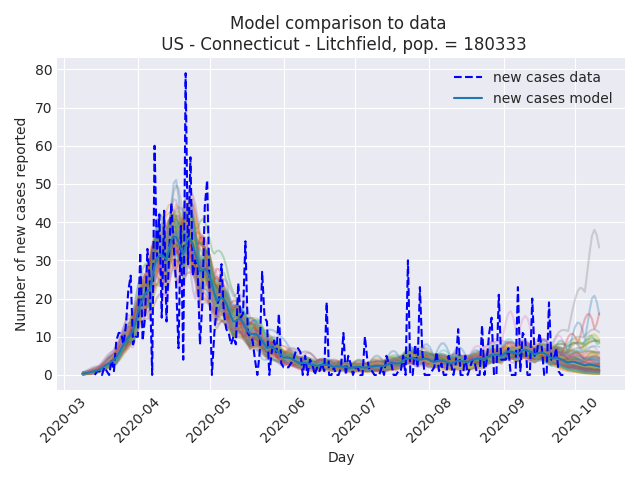 Model comparison to data
US - Connecticut - Litchfield, pop. = 180333
new cases data
new cases model
Number of new cases reported
80
70
60
50
40
30
20
10
0
2020-03
2020-04
2020-05
2020-06
2020-07
2020-08
2020-09
2020-10
Day